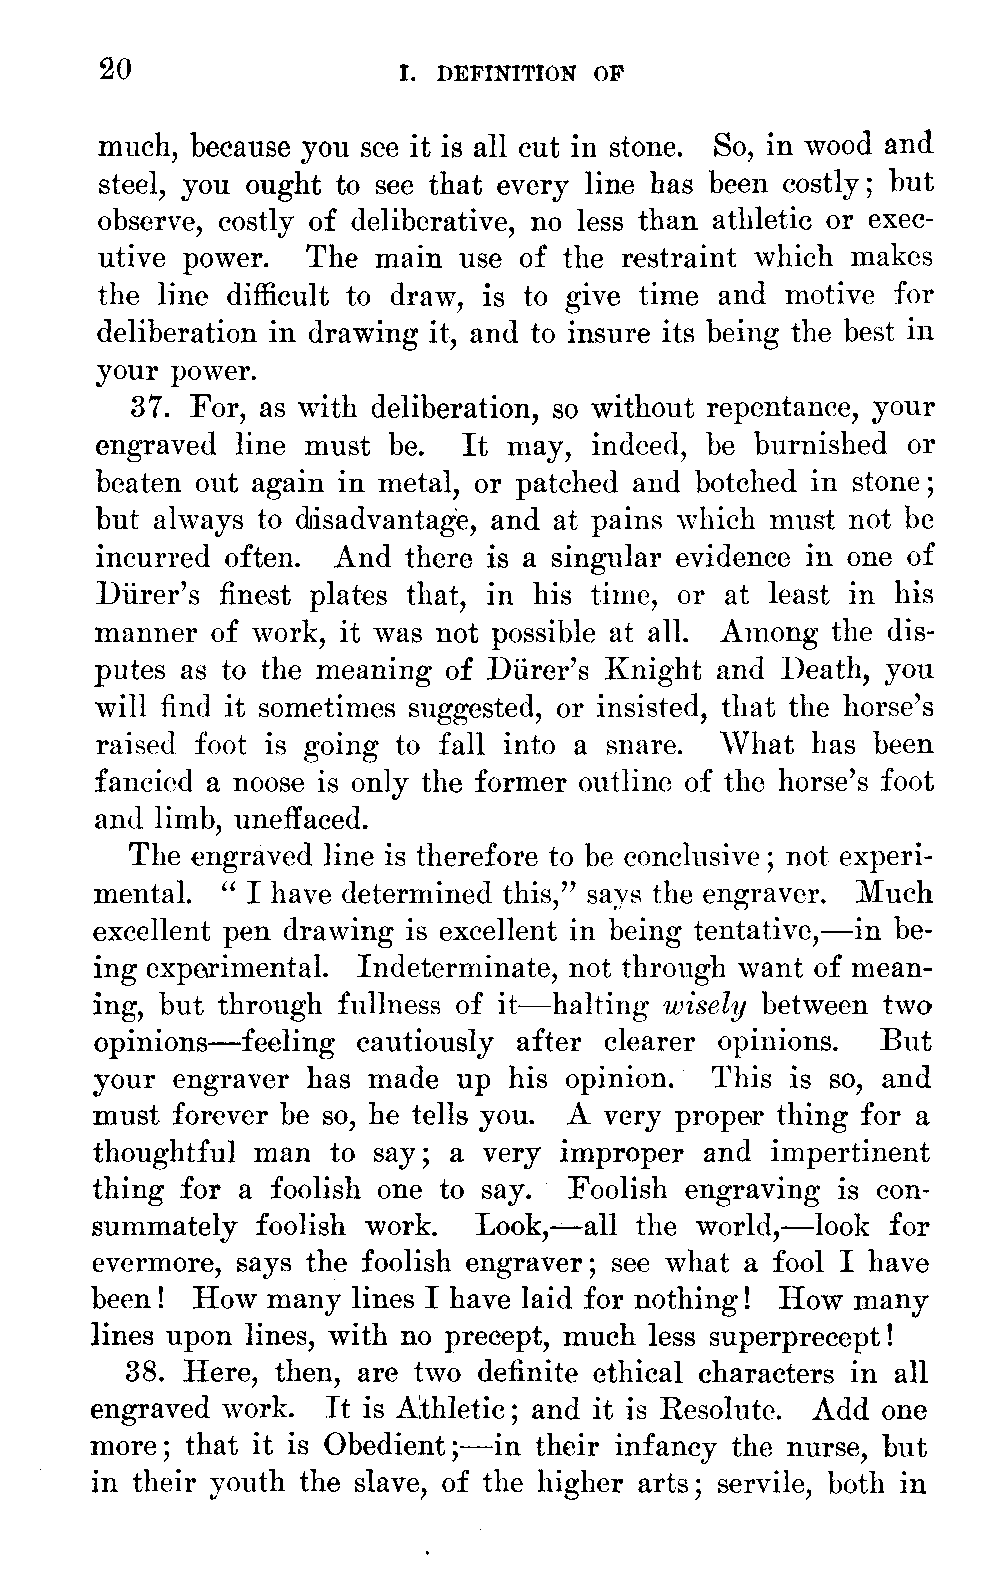 20 I. DEFINITION OF
much, because you see it is all cut in stone. So, in wood and
steel, you ought to see that every line has been costly; but
observe, costly of deliberative, no less than athletic or exec-
utive power. The main use of the restraint which makes
the line difficult to draw, is to give time and motive for
deliberation in drawing it, and to insure its being the best in
your power.
37. For, as with deliberation, so without repentance, your
engraved line must be. It may, indeed, be burnished or
beaten out again in metal, or patched and botched in stone;
but always to disadvantage, and at pains which must not be
incurred often. And there is a singular evidence in one of
Dürer's finest plates that, in his time, or at least in his
manner of work, it was not possible at all. Among the dis-
putes as to the meaning of Dürer's Knight and Death, you
will find it sometimes suggested, or insisted, that the horse's
raised foot is going to fall into a snare. What has been
fancied a noose is only the former outline of the horse's foot
and limb, uneffaced.
The engraved line is therefore to be conclusive; not experi-
mental. "I have determined this," says the engraver. Much
excellent pen drawing is excellent in being tentative,—in be-
ing experimental. Indeterminate, not through want of mean-
ing, but through fullness of it—halting wisely between two
opinions—feeling cautiously after clearer opinions. But
your engraver has made up his opinion. This is so, and
must forever be so, he tells you. A very proper thing for a
thoughtful man to say; a very improper and impertinent
thing for a foolish one to say. Foolish engraving is con-
summately foolish work. Look,—all the world,—look for
evermore, says the foolish engraver; see what a fool I have
been! How many lines I have laid for nothing! How many
lines upon lines, with no precept, much less superprecept!
38. Here, then, are two definite ethical characters in all
engraved work. It is Athletic; and it is Resolute. Add one
more; that it is Obedient;—in their infancy the nurse, but
in their youth the slave, of the higher arts; servile, both in